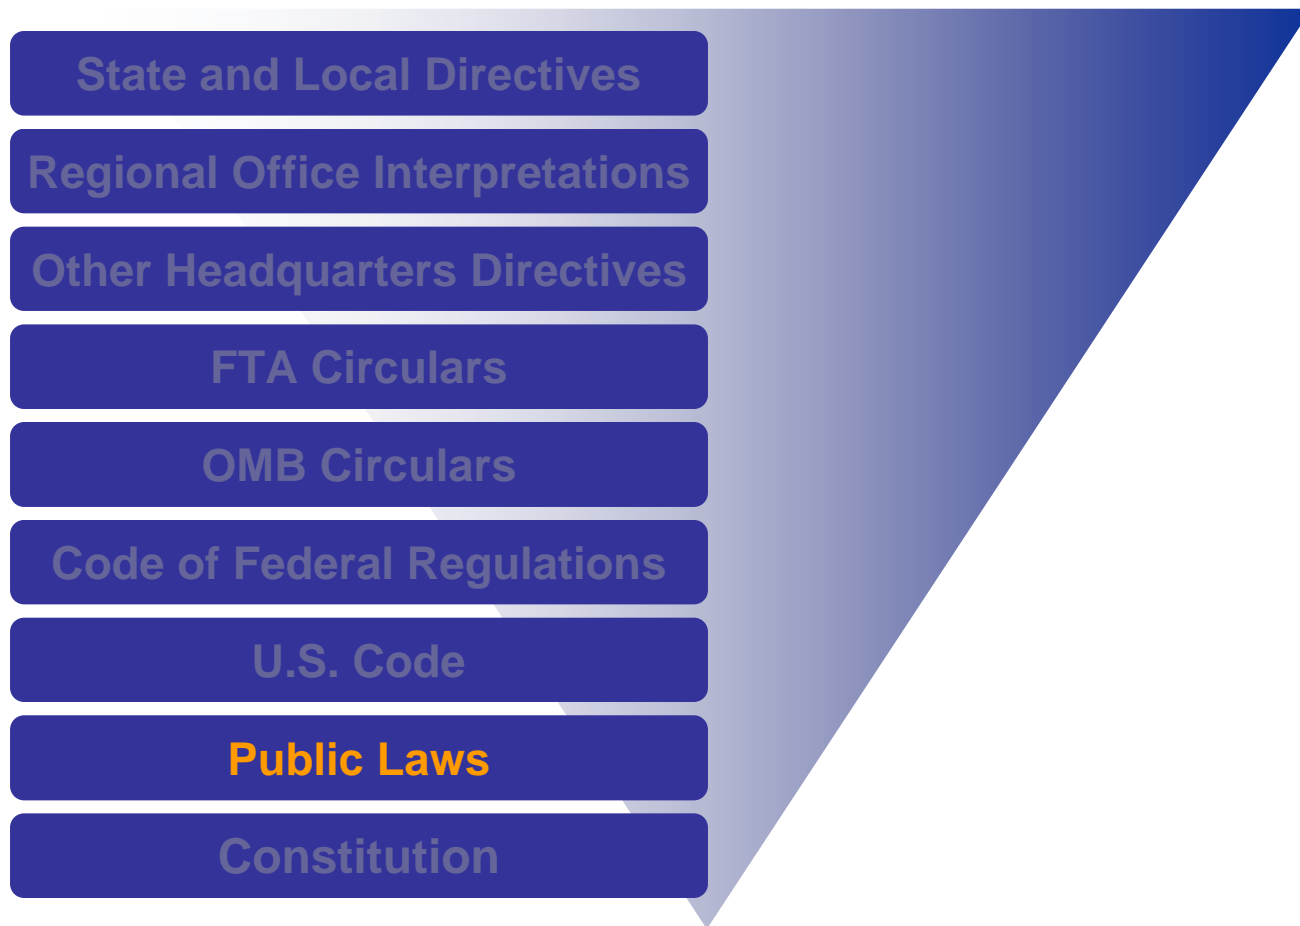 State and Local Directives
Regional Office Interpretations
Other Headquarters Directives
FTA Circulars
OMB Circulars
Code of Federal Regulations
U.S. Code
Public Laws
Constitution